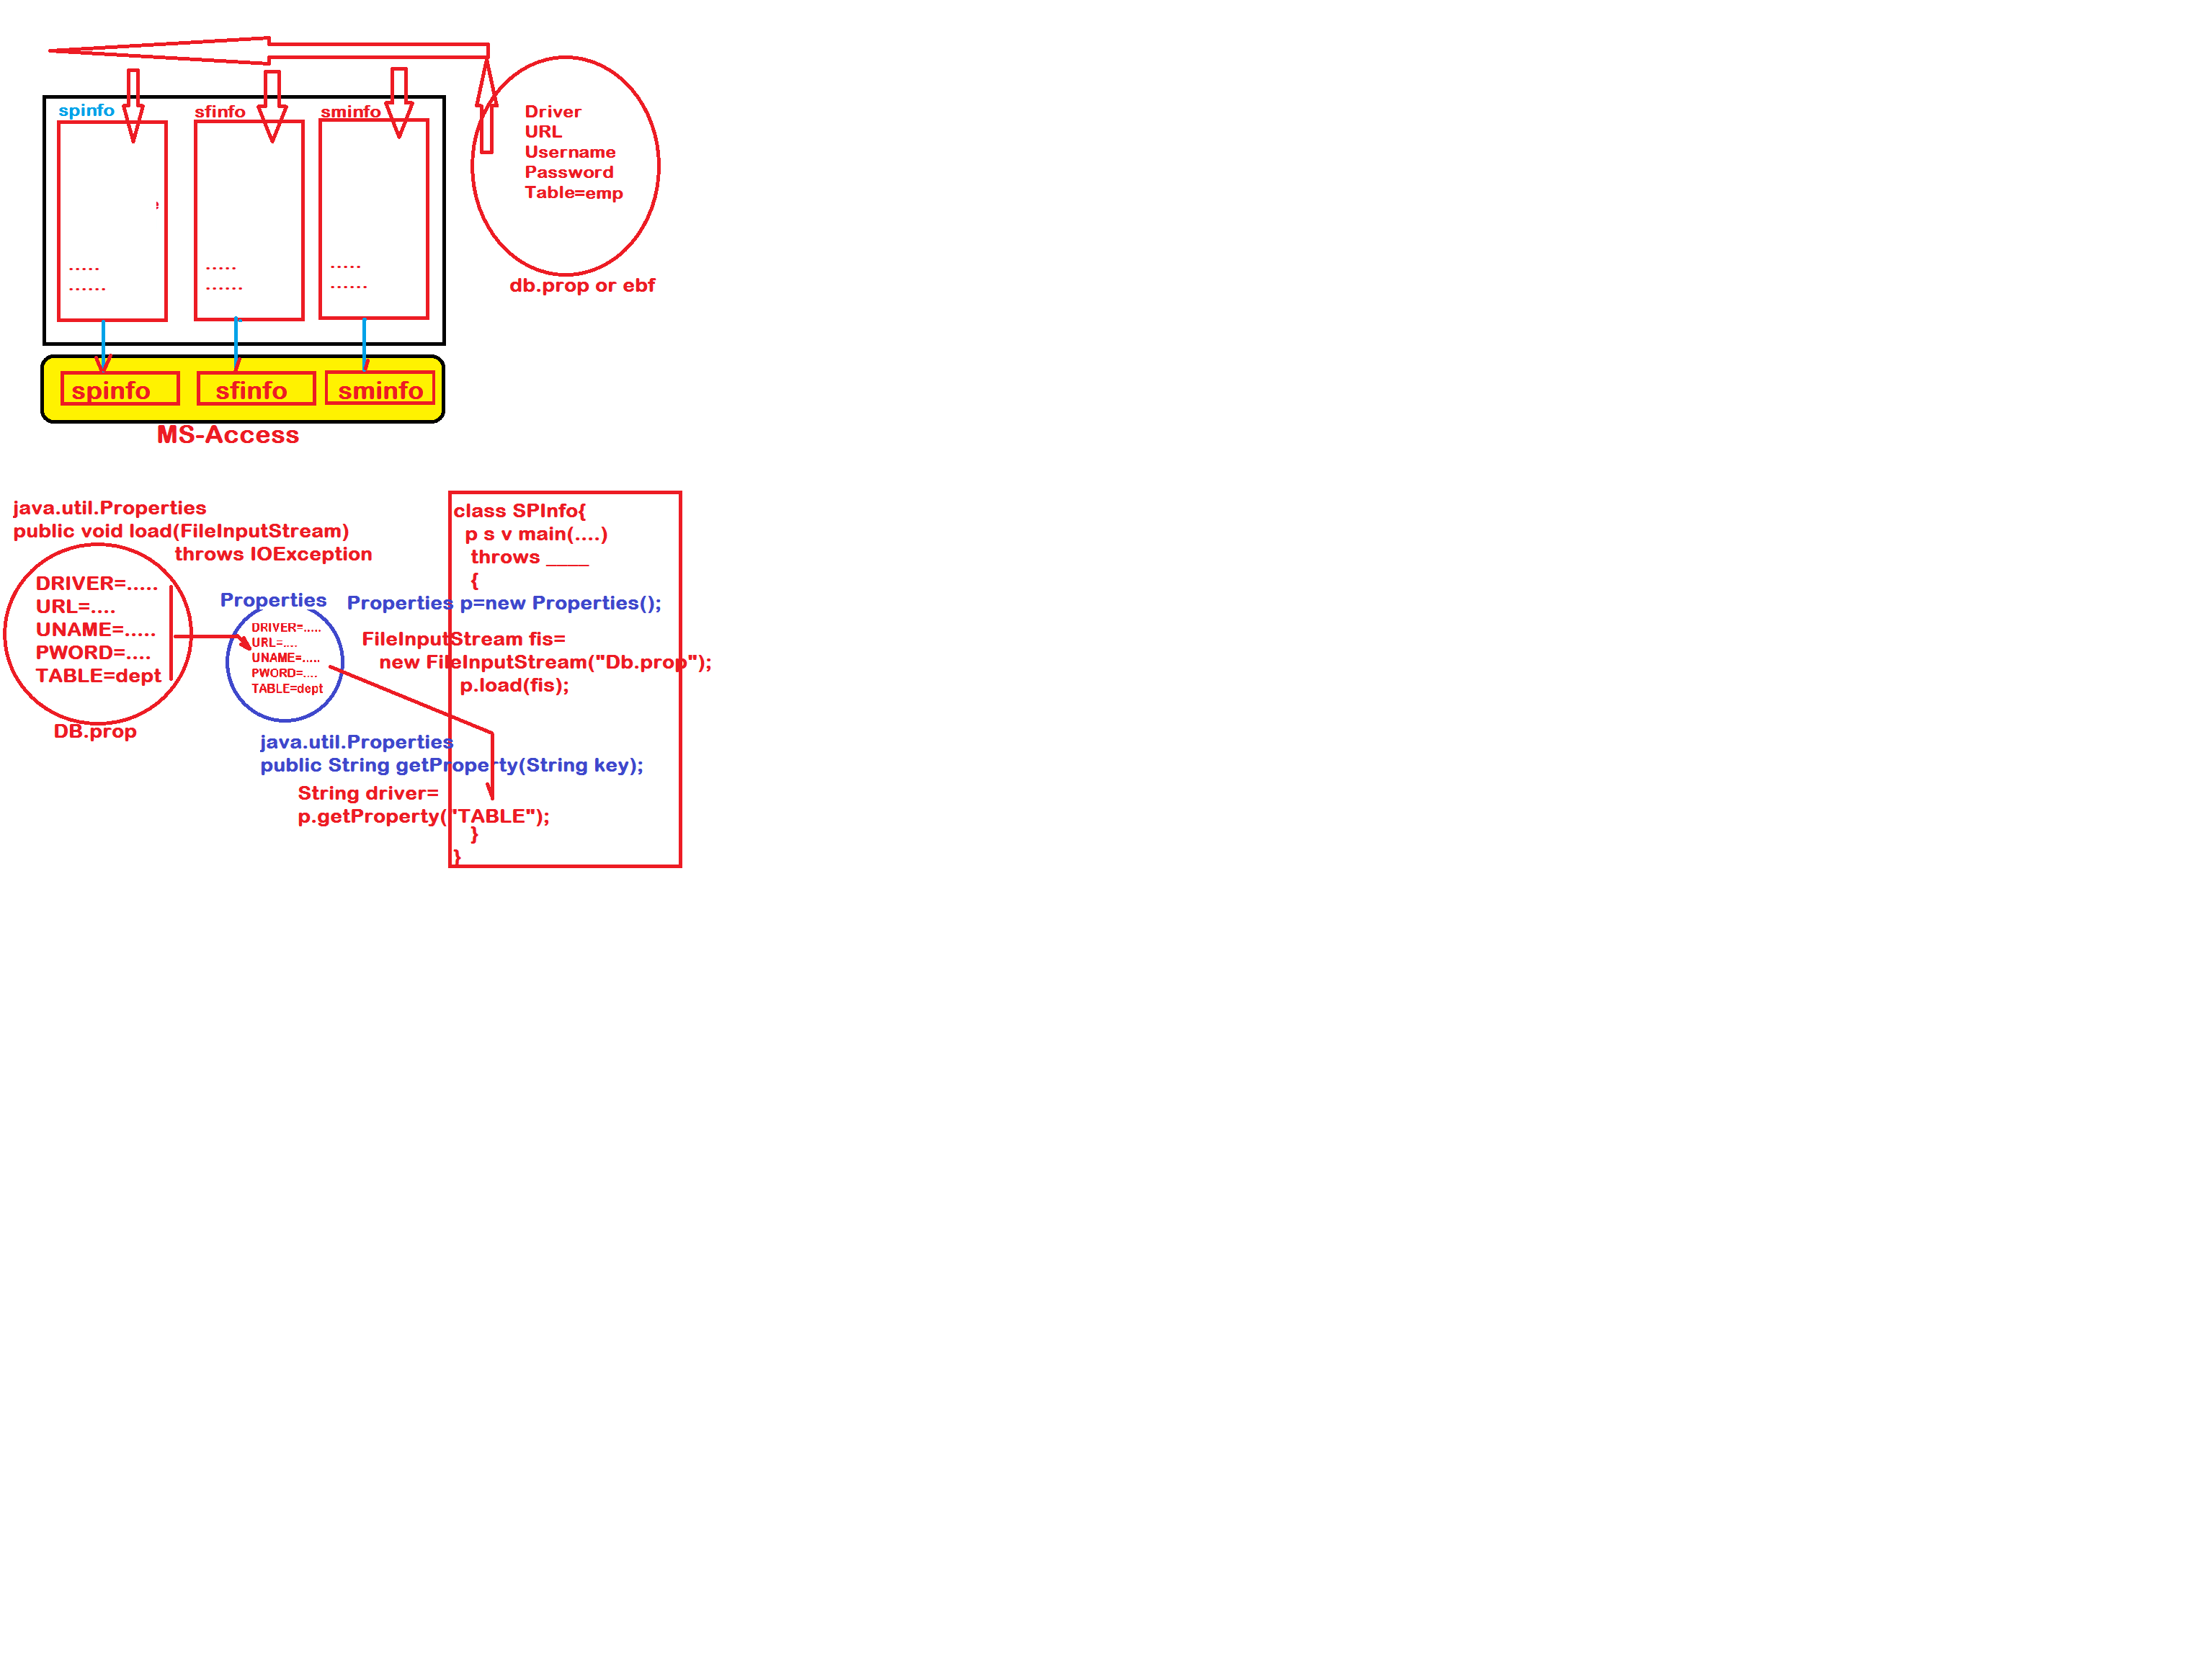 spinfo
sfinfo
sminfo
.....
......
.....
......
.....
......
Driver
URL
Username
Password
Table=emp
db.prop or ebf
spinfo
sfinfo
sminfo
MS-Access
java.util.Properties
public void load(FileInputStream)
throws IOException
DRIVER=.....
URL=....
UNAME=.....
PWORD=....
TABLE=dept
DB.prop
Properties
DRIVER=.....
URL=....
UNAME=.....
PWORD=....
TABLE=dept
class SPInfo{
p s v main(....)
throws ____
{
Properties p=new Properties();
FileInputStream fis=
new FileInputStream("Db.prop");
p.load(fis);
java.util.Properties
public String getProperty(String key);
String driver=
p.getProperty("TABLE");
}
}